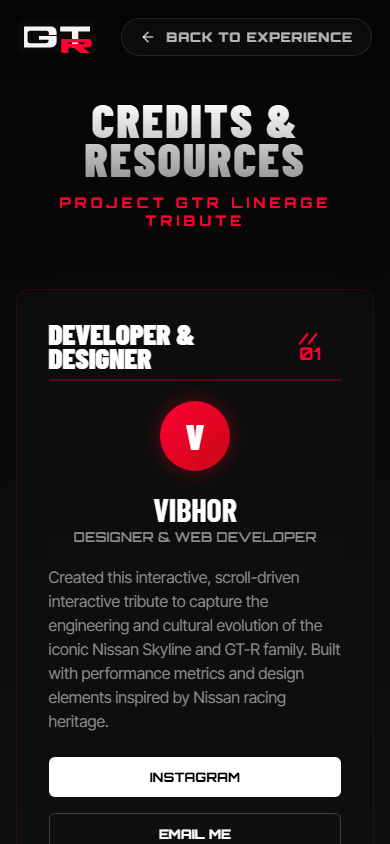 GT
R
BACK TO EXPERIENCE
CREDITS &
RESOURCES
PROJECT GTR LINEAGE
TRIBUTE
DEVELOPER &
DESIGNER
//
01
V
VIBHOR
DESIGNER & WEB DEVELOPER
Created this interactive, scroll-driven
interactive tribute to capture the
engineering and cultural evolution of the
iconic Nissan Skyline and GT-R family. Built
with performance metrics and design
elements inspired by Nissan racing
heritage.
INSTAGRAM
EMAIL ME